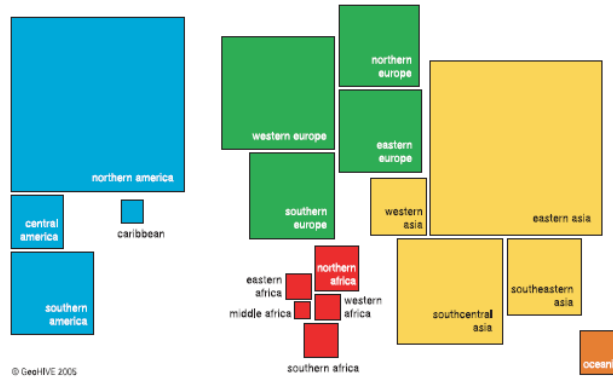 northern
europe
western europe
eastern
europe
northern america
southern
europe
western
asia
eastern asia
central
america
caribbean
northern
africa
eastern
africa
southern
america
middle africa
western
africa
southcentral
asia
southeastern
asia
southern africa
oceani
© GeoHIVE 2005